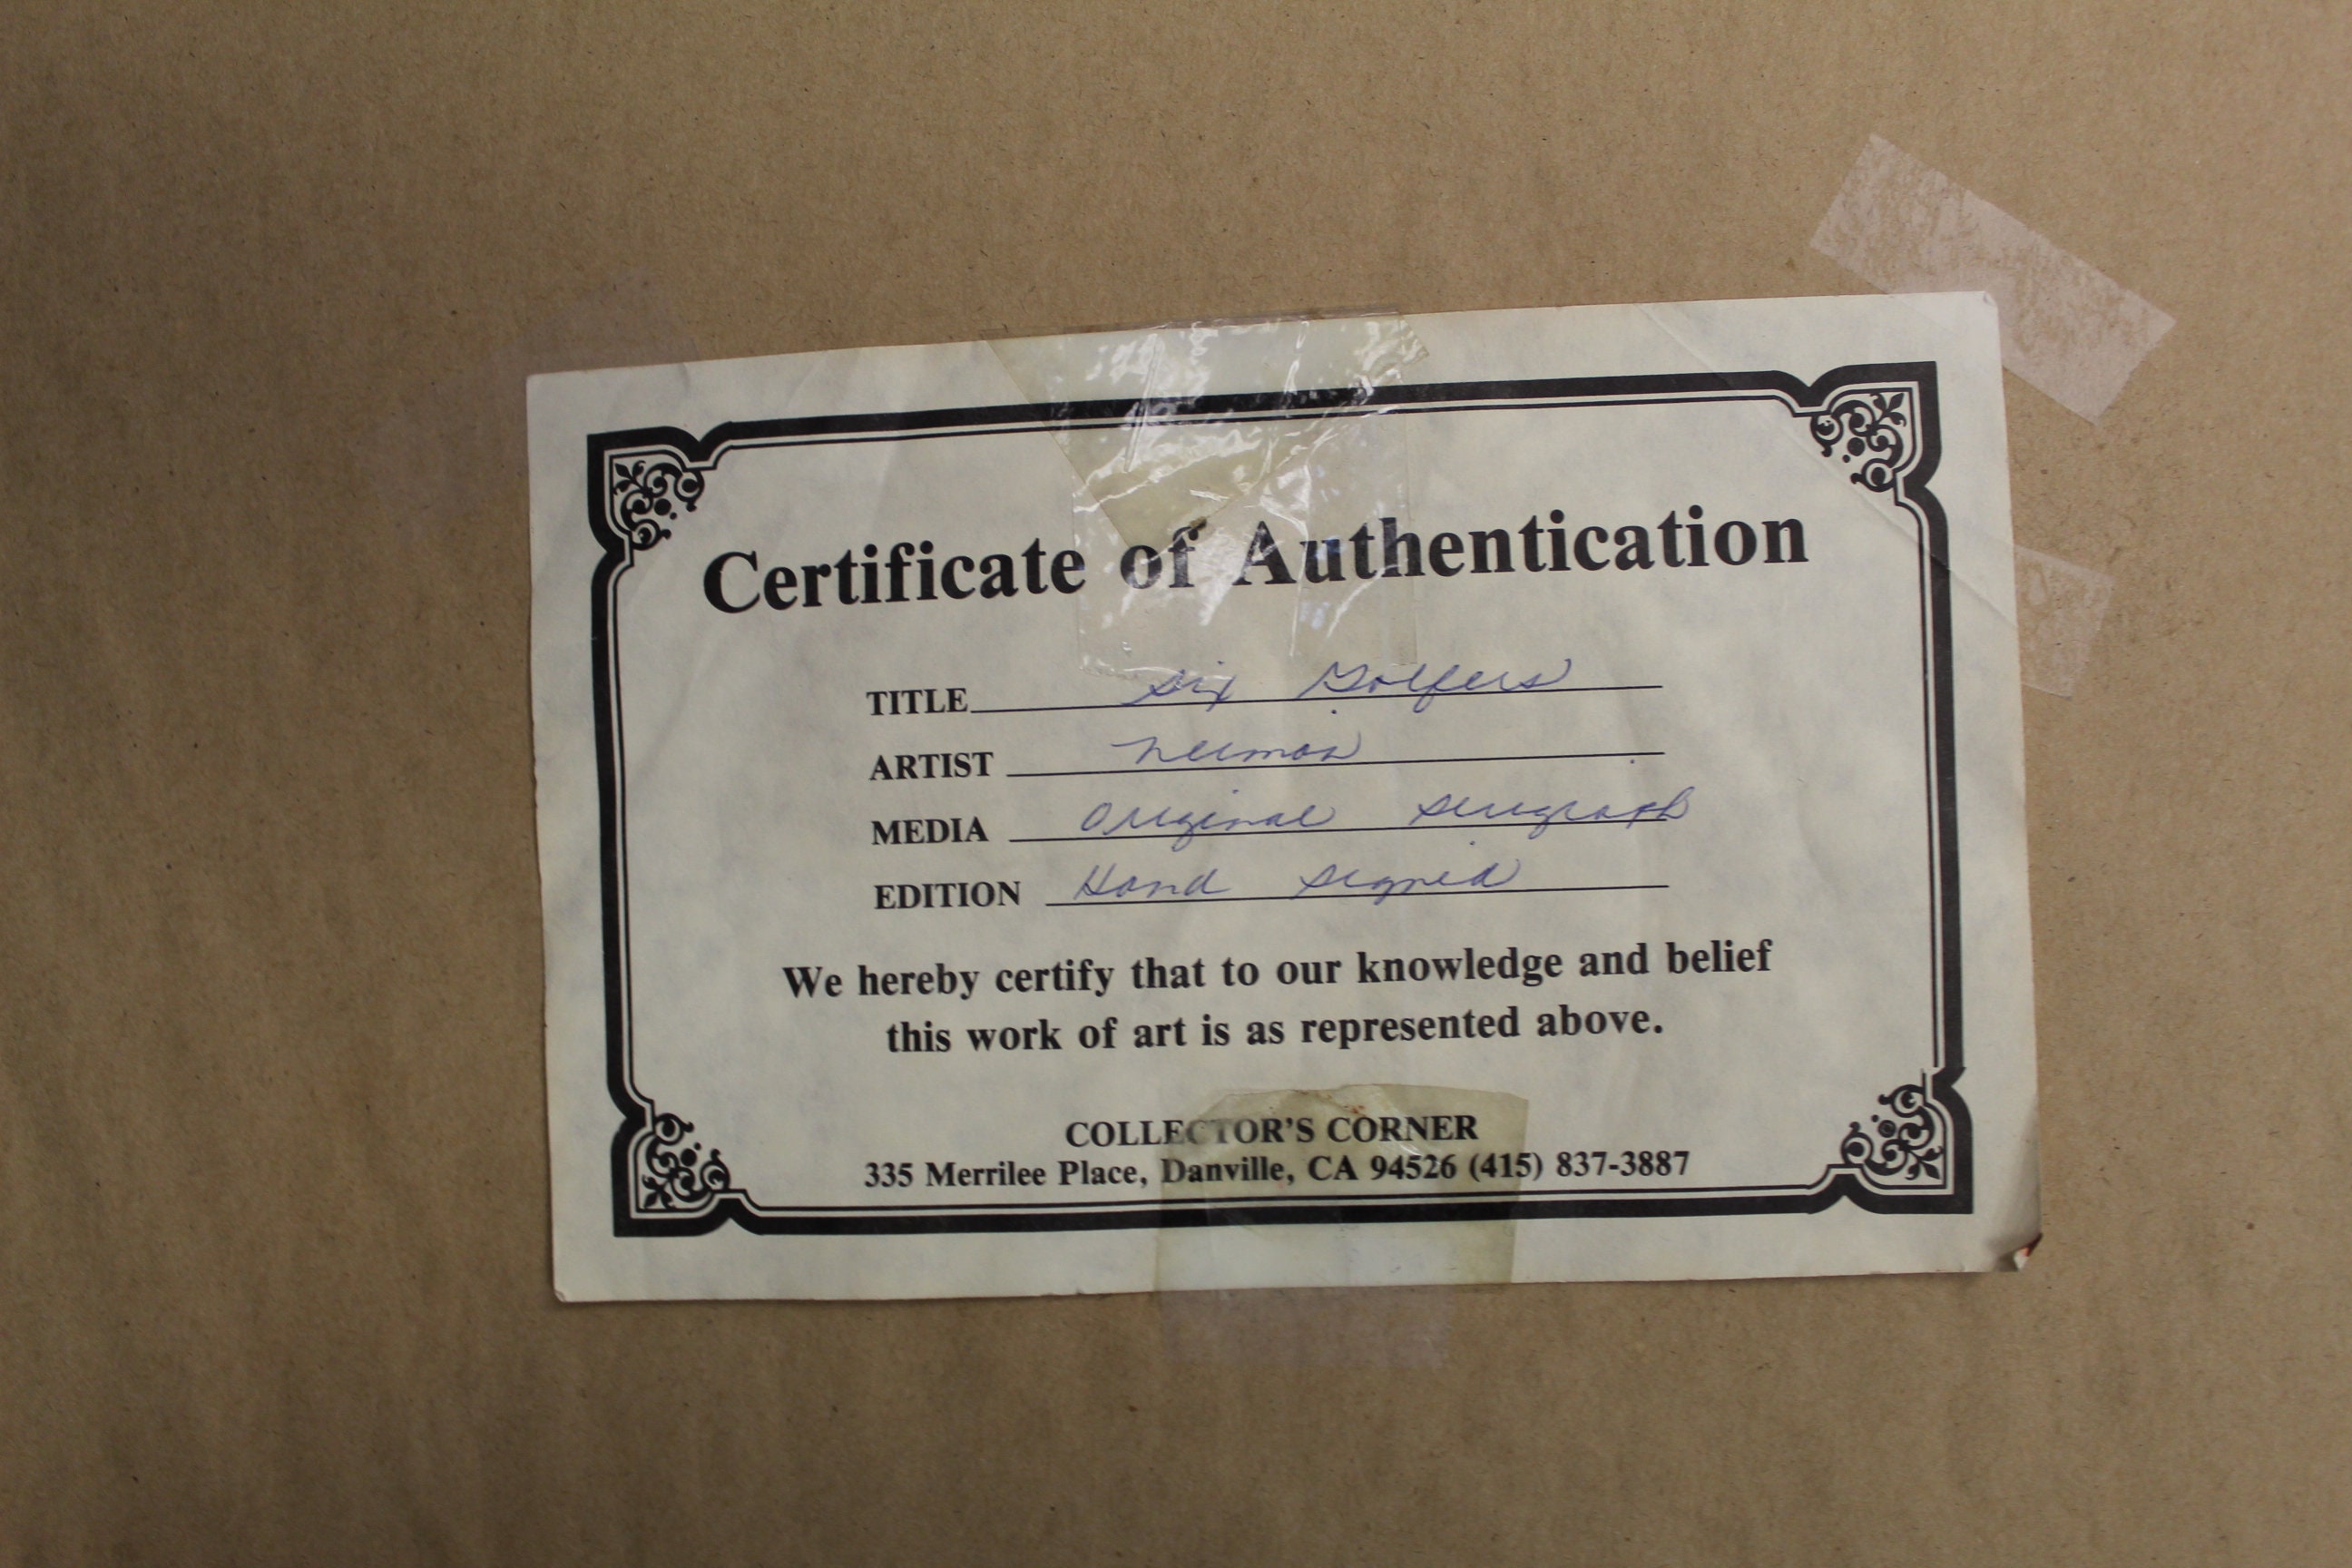 Certificate of Authentication
TITLE Six Golfers
ARTIST Neiman
MEDIA Original Serigraph
EDITION Hand Signed
We hereby certify that to our knowledge and belief
this work of art is as represented above.
COLLECTOR'S CORNER
335 Merrilee Place, Danville, CA 94526 (415) 837-3887